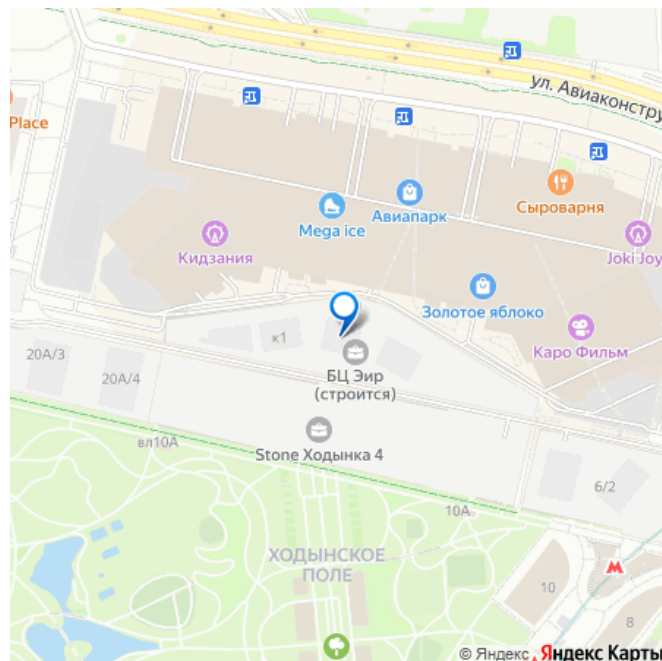 ул. Авиаконстру
Place
Сыроварня
Авиапарк
Mega ice
Кидзания
Joki Joy
Золотое яблоко
Каро Фильм
к1
20А/3
20А/4
БЦ Эир
(строится)
вл10А
Stone Ходынка 4
6/2
10А
ХОДЫНСКОЕ
ПОЛЕ
10
8
© Яндекс Яндекс Карты